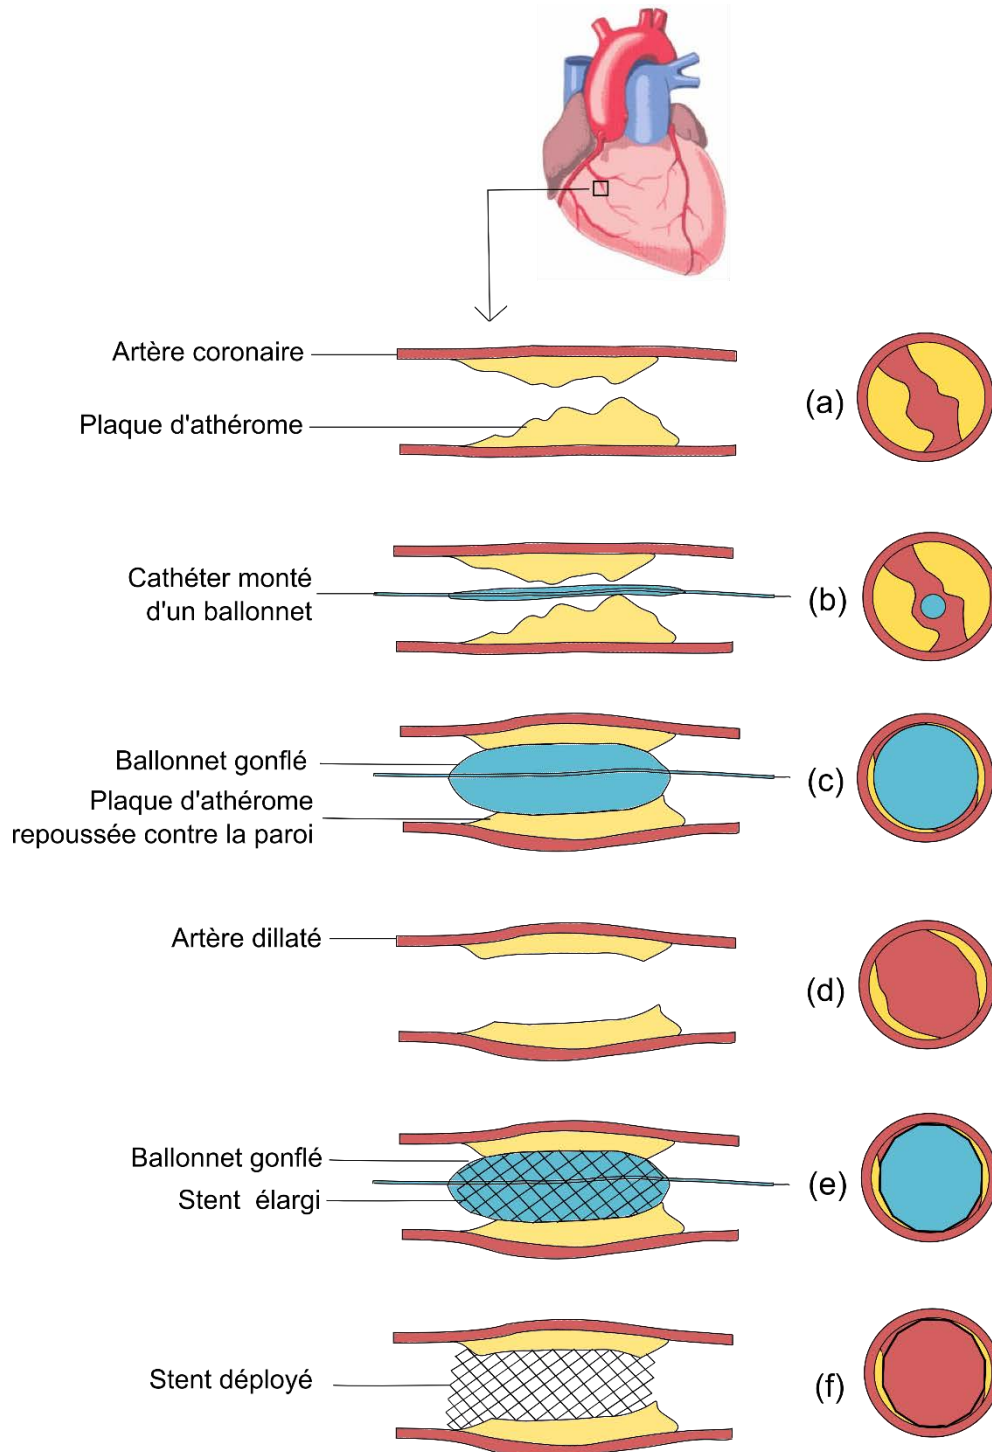 Artère coronaire
Plaque d'athérome
(a)
Cathéter monté
d'un ballonnet
(b)
Ballonnet gonflé
Plaque d'athérome
repoussée contre la paroi
(c)
Artère dillaté
(d)
Ballonnet gonflé
Stent élargi
(e)
Stent déployé
(f)